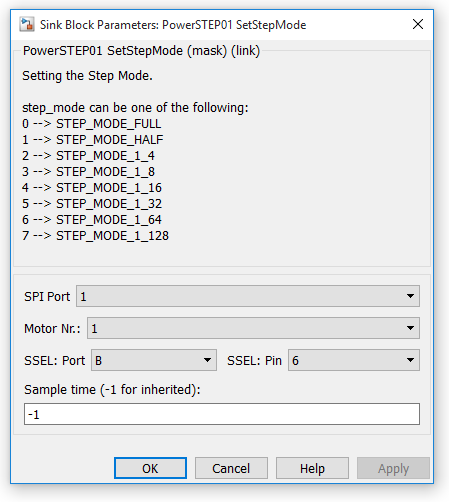 Sink Block Parameters: PowerSTEP01 SetStepMode
PowerSTEP01 SetStepMode (mask) (link)
Setting the Step Mode.
step_mode can be one of the following:
0 --> STEP_MODE_FULL
1 --> STEP_MODE_HALF
2 --> STEP_MODE_1_4
3 --> STEP_MODE_1_8
4 --> STEP_MODE_1_16
5 --> STEP_MODE_1_32
6 --> STEP_MODE_1_64
7 --> STEP_MODE_1_128
SPI Port 1
Motor Nr.: 1
SSEL: Port B SSEL: Pin 6
Sample time (-1 for inherited):
-1
OK Cancel Help Apply